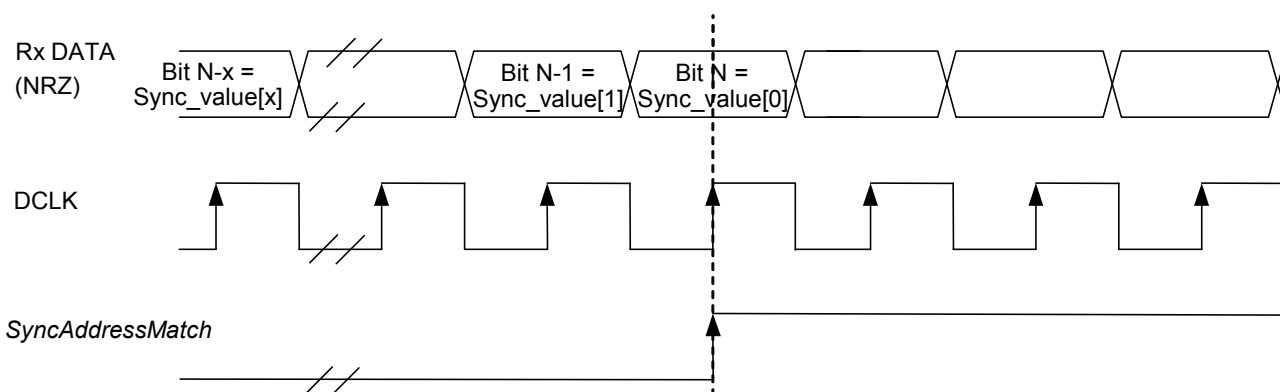 Rx DATA
(NRZ)
Bit N-x =
Sync_value[x]
Bit N-1 =
Sync_value[1]
Bit N =
Sync_value[0]
DCLK
SyncAddressMatch